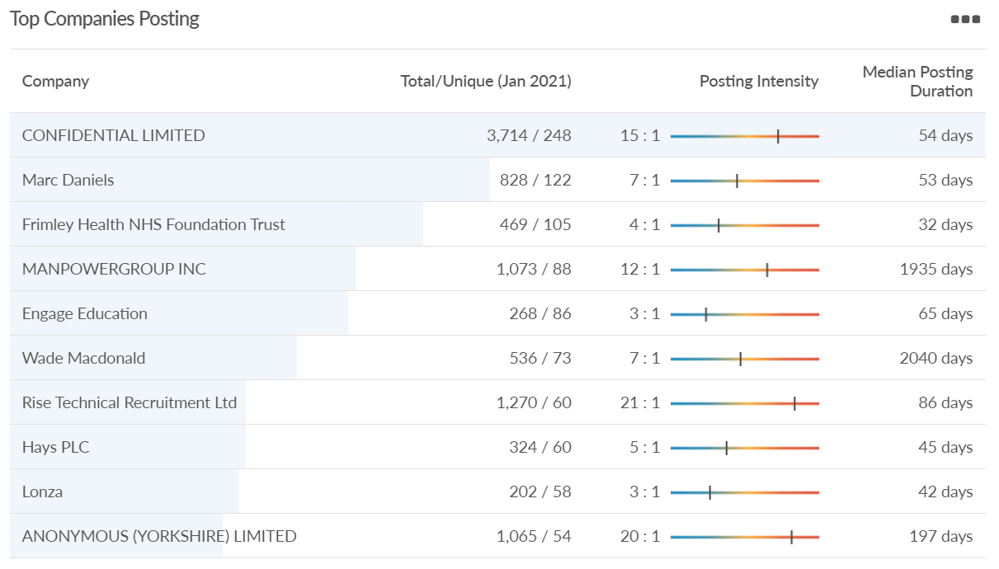 Top Companies Posting
Company Total/Unique (Jan 2021) Posting Intensity Median Posting Duration
CONFIDENTIAL LIMITED 3,714 / 248 15 : 1 54 days
Marc Daniels 828 / 122 7 : 1 53 days
Frimley Health NHS Foundation Trust 469 / 105 4 : 1 32 days
MANPOWERGROUP INC 1,073 / 88 12 : 1 1935 days
Engage Education 268 / 86 3 : 1 65 days
Wade Macdonald 536 / 73 7 : 1 2040 days
Rise Technical Recruitment Ltd 1,270 / 60 21 : 1 86 days
Hays PLC 324 / 60 5 : 1 45 days
Lonza 202 / 58 3 : 1 42 days
ANONYMOUS (YORKSHIRE) LIMITED 1,065 / 54 20 : 1 197 days